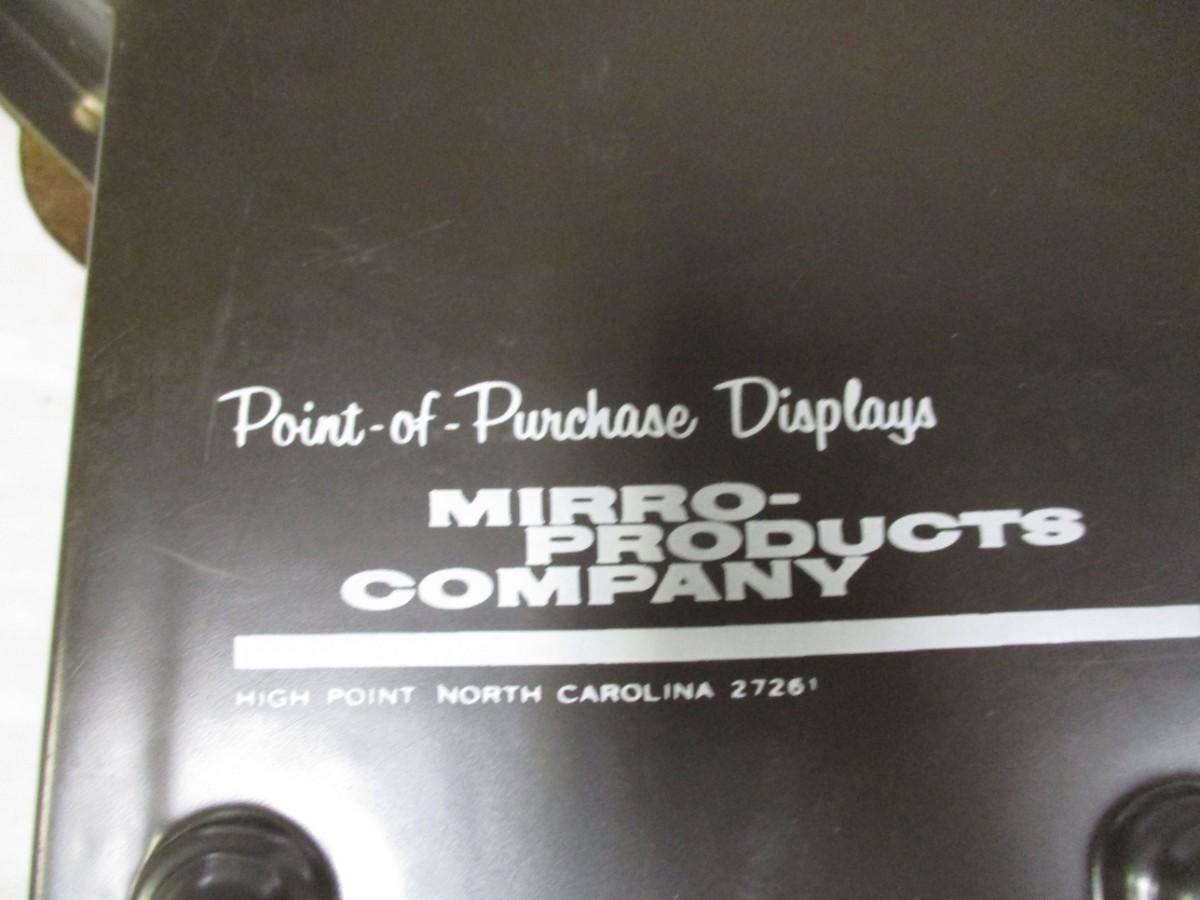 Point-of-Purchase Displays
MIRRO-
PRODUCTS
COMPANY
HIGH POINT NORTH CAROLINA 27261